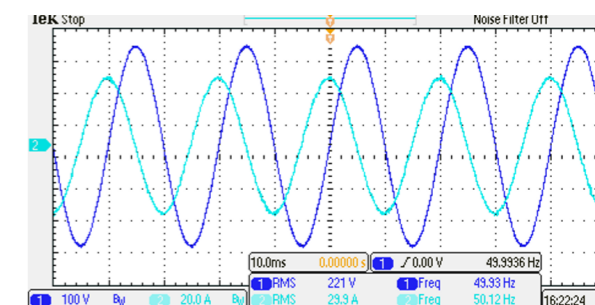 Tek Stop Noise Filter Off
2
10.0ms 0.00000 s 1 0.00 V 49.9936 Hz
1 RMS 221 V 1 Freq 49.93 Hz
1 100 V Bw 2 20.0 A Bw 2 RMS 29.9 A 2 Freq 50.12 Hz 16:22:24